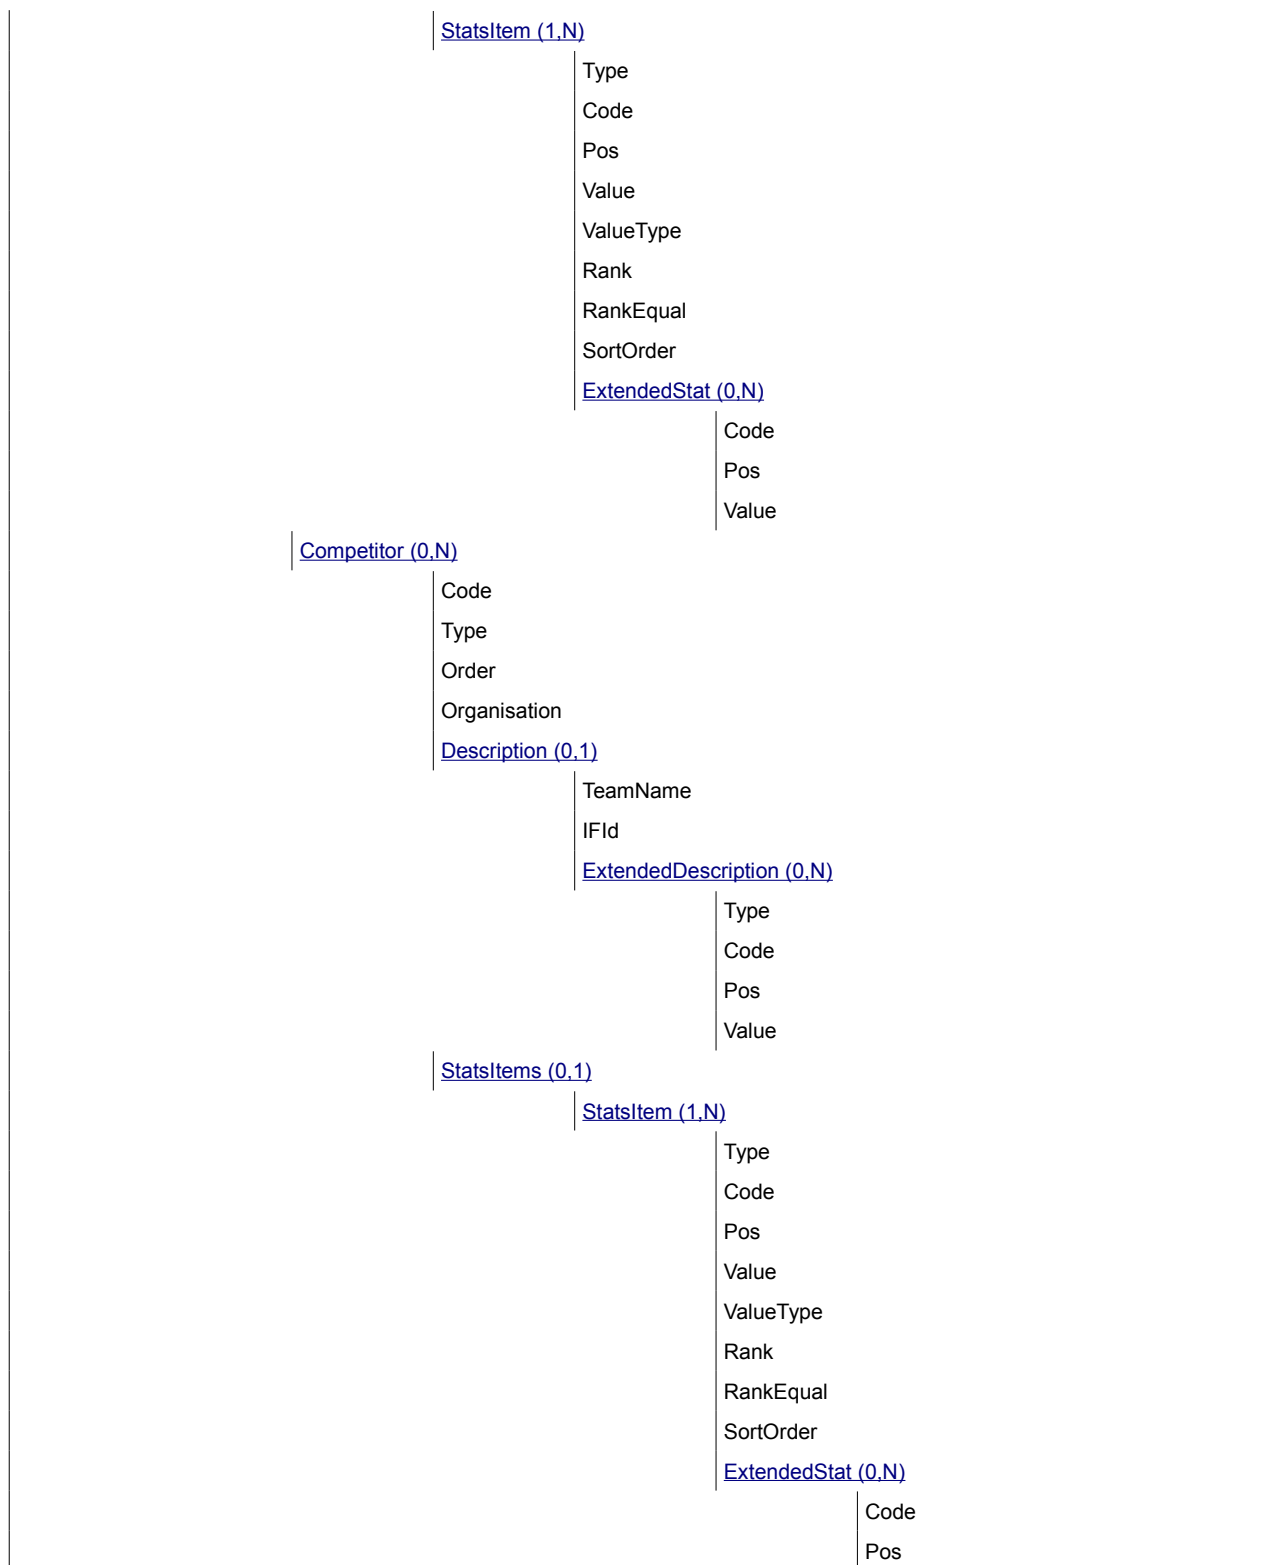 StatsItem (1,N)
Type
Code
Pos
Value
ValueType
Rank
RankEqual
SortOrder
ExtendedStat (0,N)
Code
Pos
Value
Competitor (0,N)
Code
Type
Order
Organisation
Description (0,1)
TeamName
IFId
ExtendedDescription (0,N)
Type
Code
Pos
Value
StatsItems (0,1)
StatsItem (1,N)
Type
Code
Pos
Value
ValueType
Rank
RankEqual
SortOrder
ExtendedStat (0,N)
Code
Pos